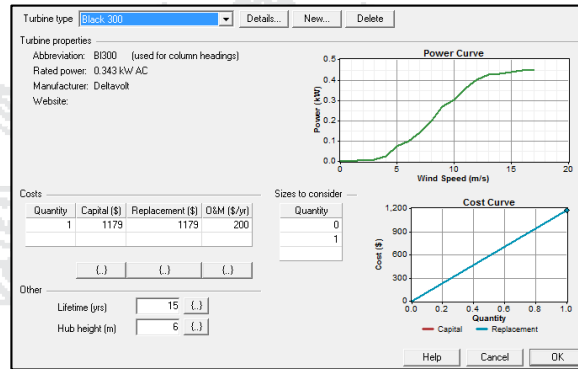 Turbine type Black 300 Details... New... Delete
Turbine properties
Abbreviation: Bl300 (used for column headings)
Rated power: 0.343 kW AC
Manufacturer: Deltavolt
Website:
Power Curve
0.5
0.4
0.3
0.2
0.1
0.0
Power (kW)
0 5 10 15 20
Wind Speed (m/s)
Costs
Quantity Capital ($) Replacement ($) O&M ($/yr)
1 1179 1179 200
{..} {..} {..}
Sizes to consider
Quantity
0
1
Cost Curve
1,200
900
600
300
0
Cost ($)
0.0 0.2 0.4 0.6 0.8 1.0
Quantity
Capital Replacement
Other
Lifetime (yrs) 15 {..}
Hub height (m) 6 {..}
Help Cancel OK